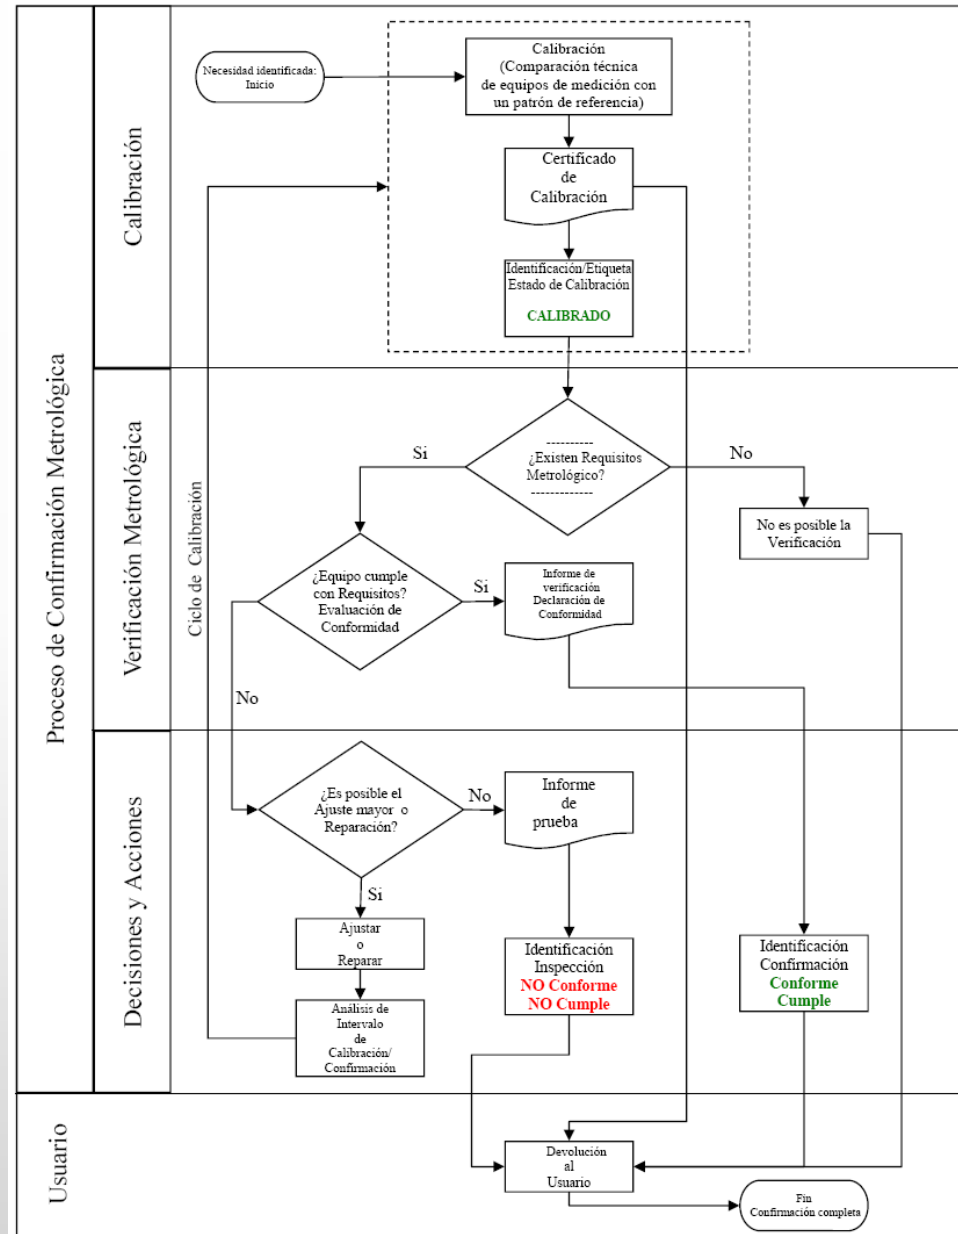 Proceso de Confirmación Metrológica
Calibración
Necesidad identificada:
Inicio
Calibración
(Comparación técnica
de equipos de medición con
un patrón de referencia)
Certificado
de
Calibración
Identificación/Etiqueta
Estado de Calibración
CALIBRADO
Verificación Metrológica
Ciclo de Calibración
----------
¿Existen Requisitos
Metrológico?
-------------
Si
No
No es posible la
Verificación
¿Equipo cumple
con Requisitos?
Evaluación de
Conformidad
Si
No
Informe de
verificación
Declaración de
Conformidad
Decisiones y Acciones
¿Es posible el
Ajuste mayor o
Reparación?
No
Si
Informe
de
prueba
Ajustar
o
Reparar
Análisis de
Intervalo
de
Calibración/
Confirmación
Identificación
Inspección
NO Conforme
NO Cumple
Identificación
Confirmación
Conforme
Cumple
Usuario
Devolución
al
Usuario
Fin
Confirmación completa